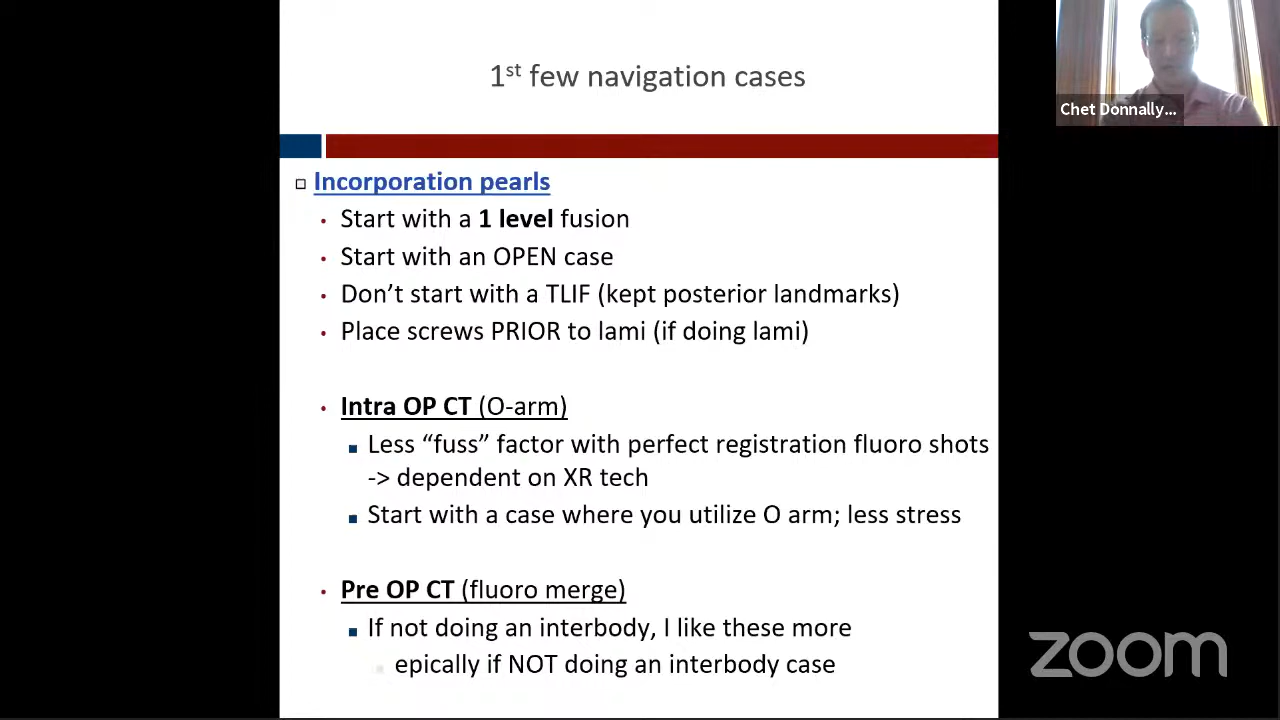 1st few navigation cases
Chet Donnally...
Incorporation pearls
Start with a 1 level fusion
Start with an OPEN case
Don't start with a TLIF (kept posterior landmarks)
Place screws PRIOR to lami (if doing lami)
Intra OP CT (O-arm)
Less “fuss” factor with perfect registration fluoro shots
-> dependent on XR tech
Start with a case where you utilize O arm; less stress
Pre OP CT (fluoro merge)
If not doing an interbody, I like these more
epically if NOT doing an interbody case
zoom